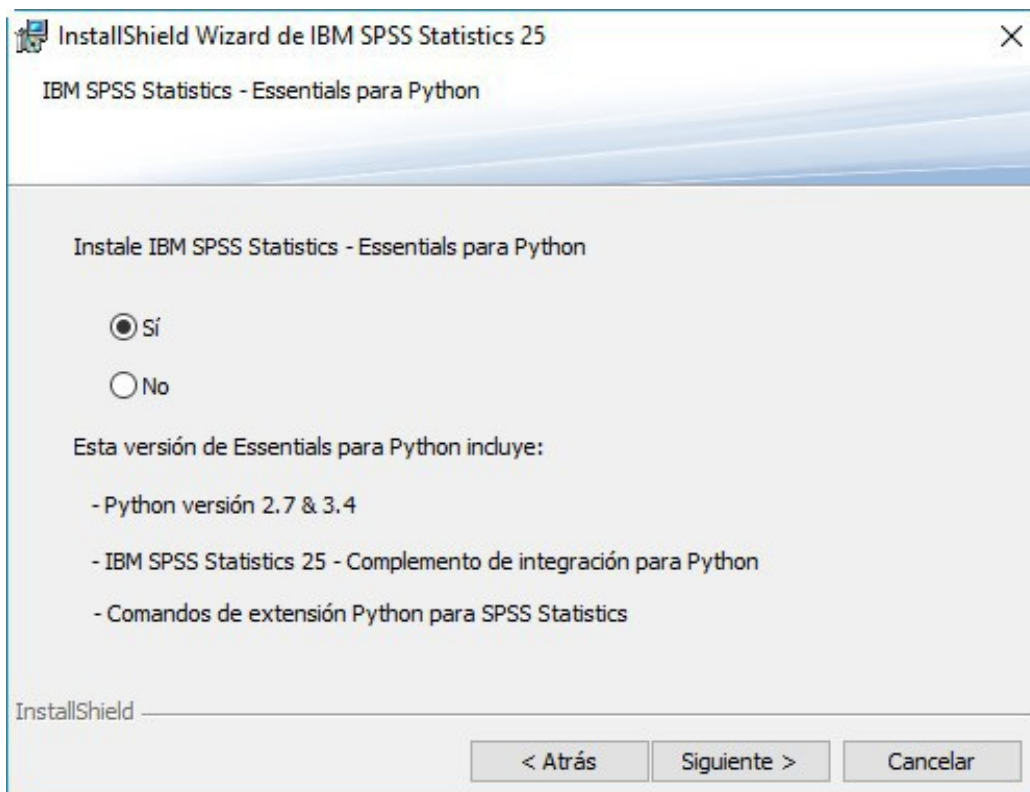 InstallShield Wizard de IBM SPSS Statistics 25
IBM SPSS Statistics - Essentials para Python
Instale IBM SPSS Statistics - Essentials para Python
Sí
No
Esta versión de Essentials para Python incluye:
- Python versión 2.7 & 3.4
- IBM SPSS Statistics 25 - Complemento de integración para Python
- Comandos de extensión Python para SPSS Statistics
InstallShield
< Atrás
Siguiente >
Cancelar